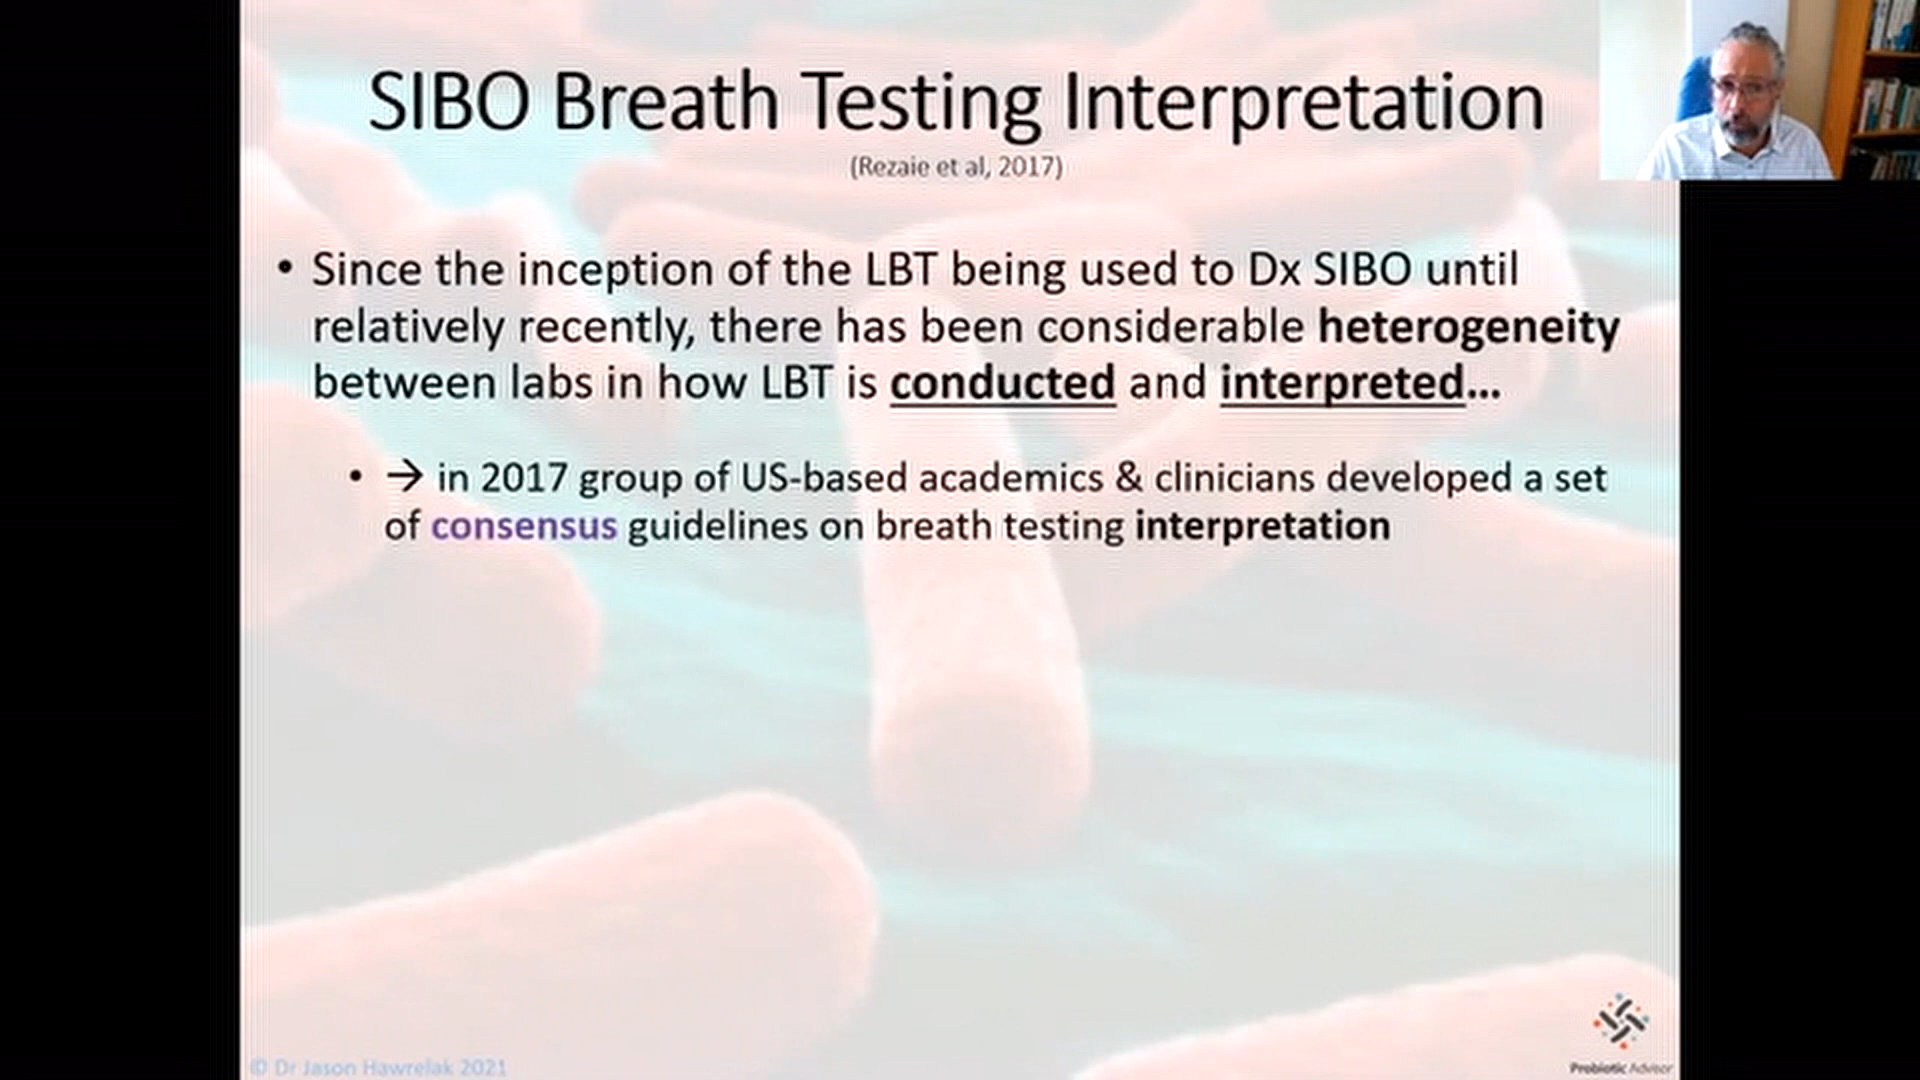 SIBO Breath Testing Interpretation
(Rezaie et al, 2017)
• Since the inception of the LBT being used to Dx SIBO until
relatively recently, there has been considerable heterogeneity
between labs in how LBT is conducted and interpreted...
• → in 2017 group of US-based academics & clinicians developed a set
of consensus guidelines on breath testing interpretation
© Dr Jason Hawrelak 2021
Probiotic Advisor